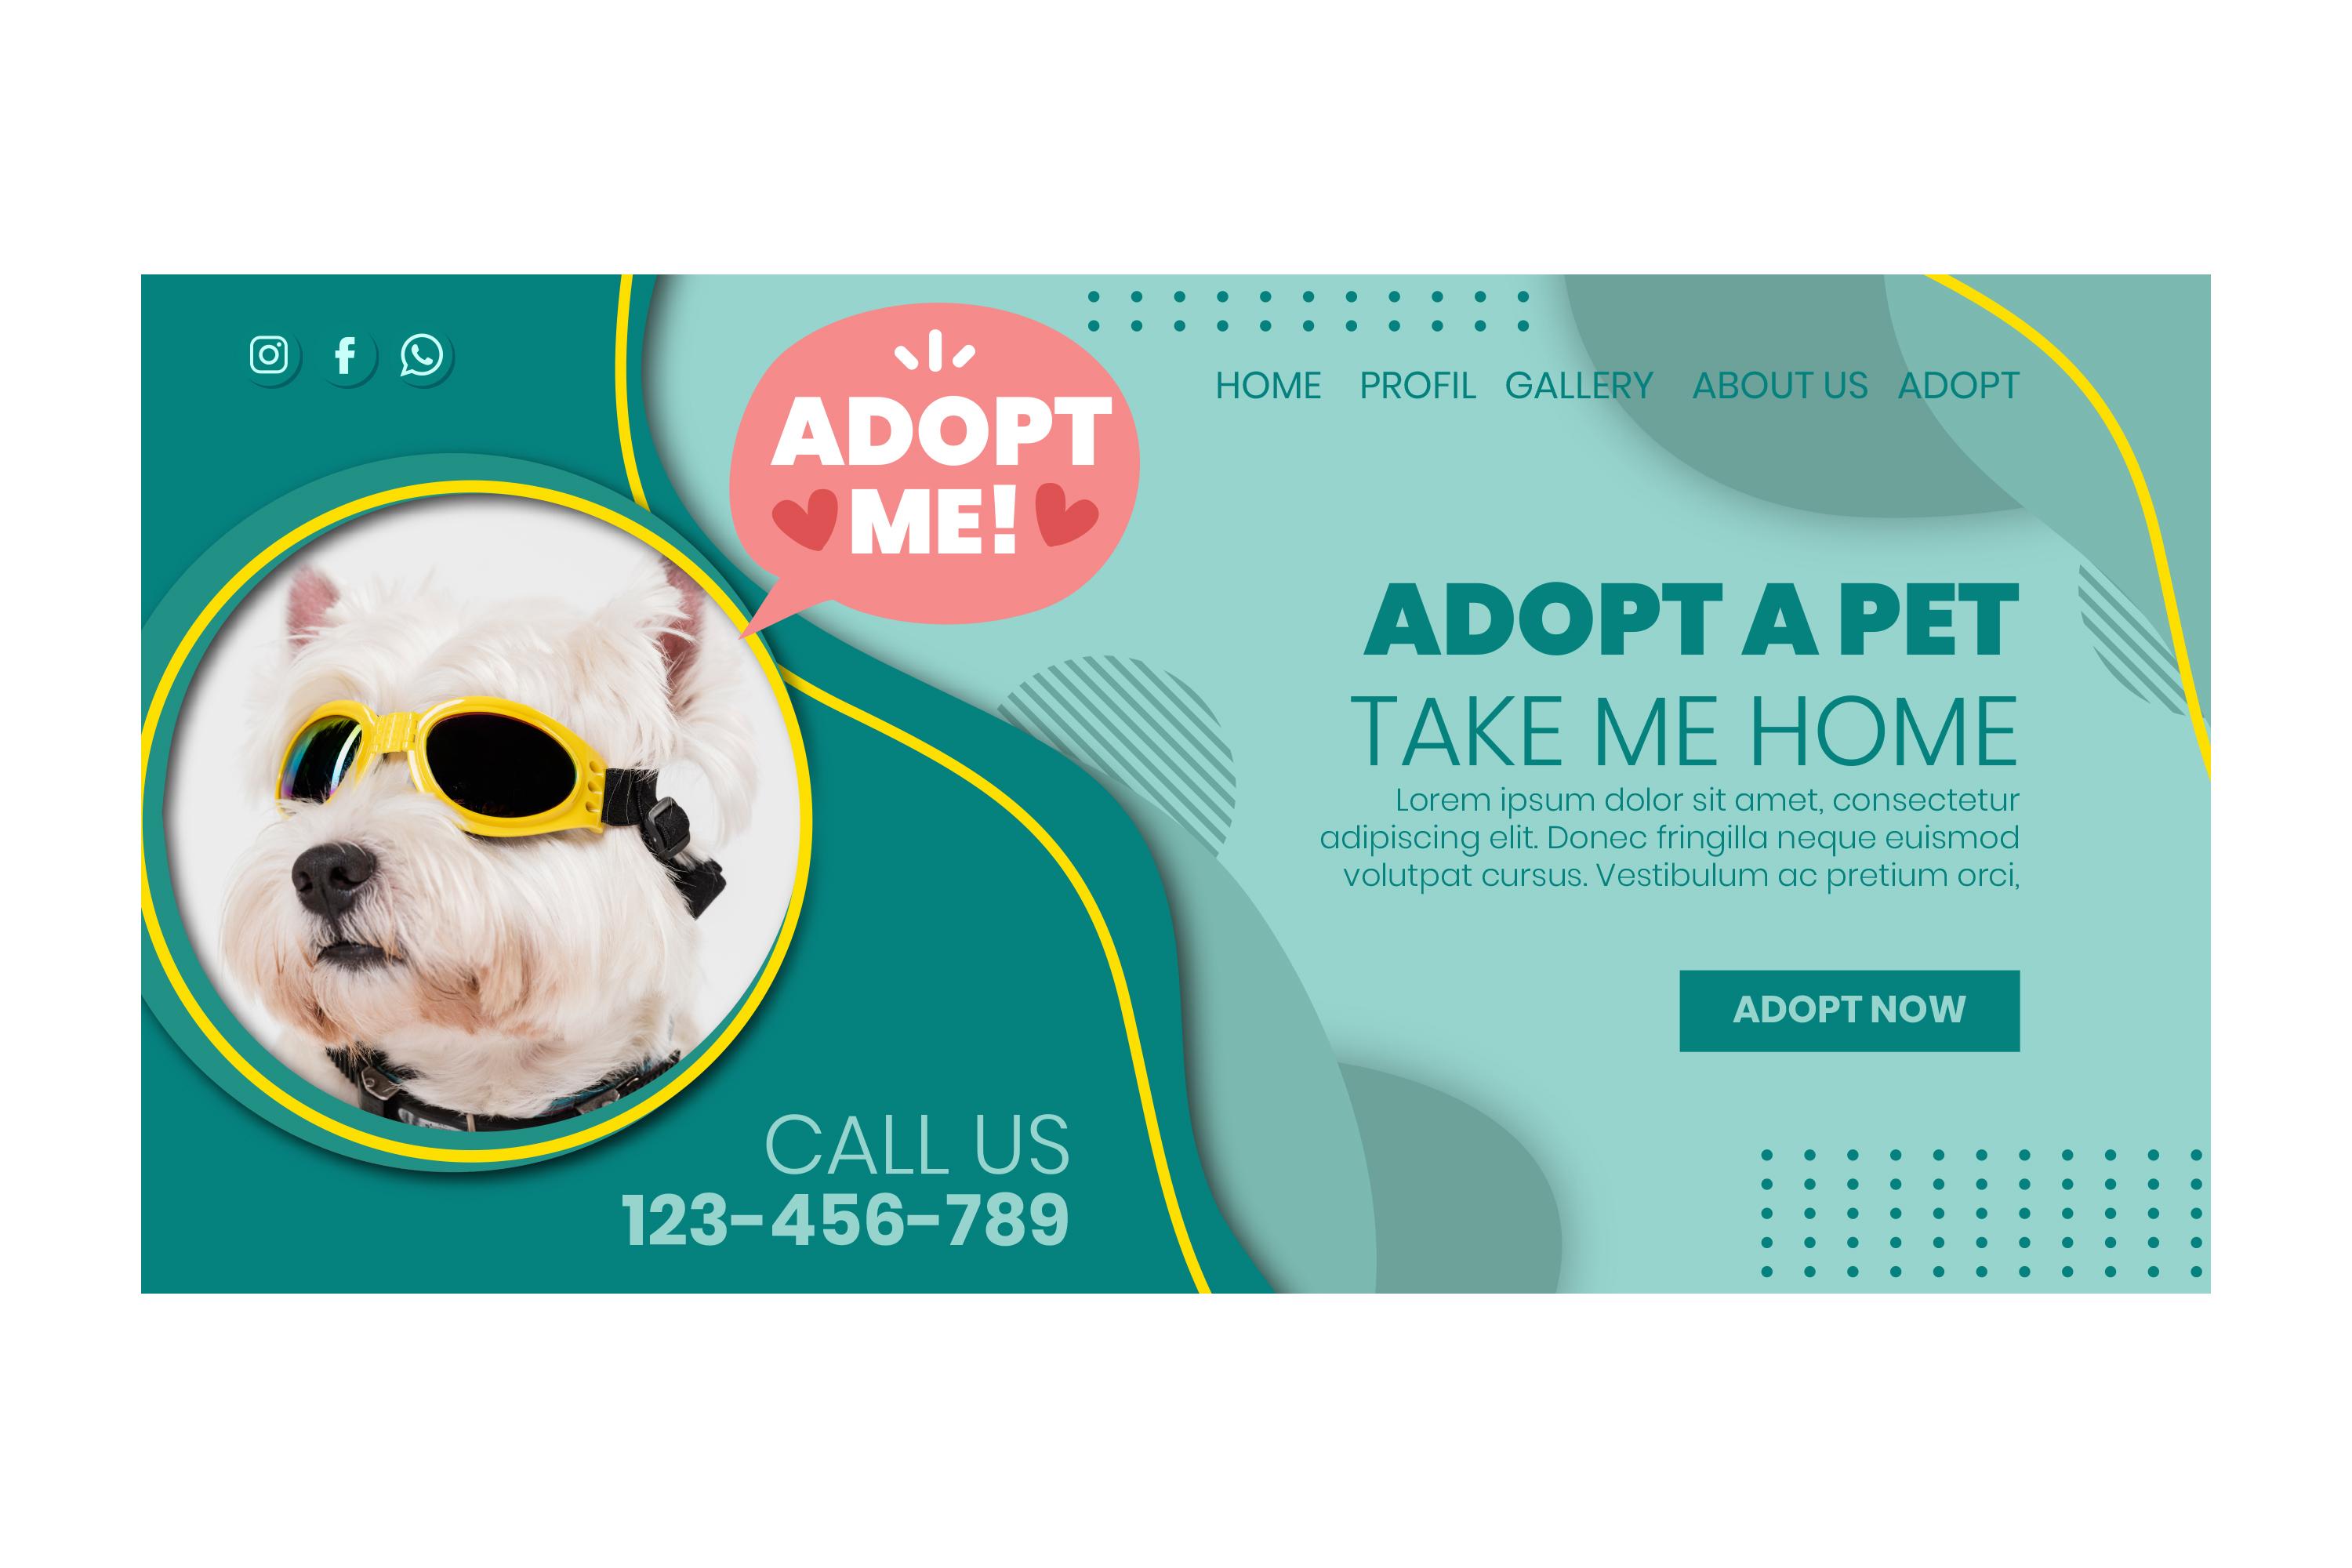 ADOPT
ME!
HOME PROFIL GALLERY ABOUT US ADOPT
ADOPT A PET
TAKE ME HOME
Lorem ipsum dolor sit amet, consectetur
adipiscing elit. Donec fringilla neque euismod
volutpat cursus. Vestibulum ac pretium orci,
ADOPT NOW
CALL US
123-456-789